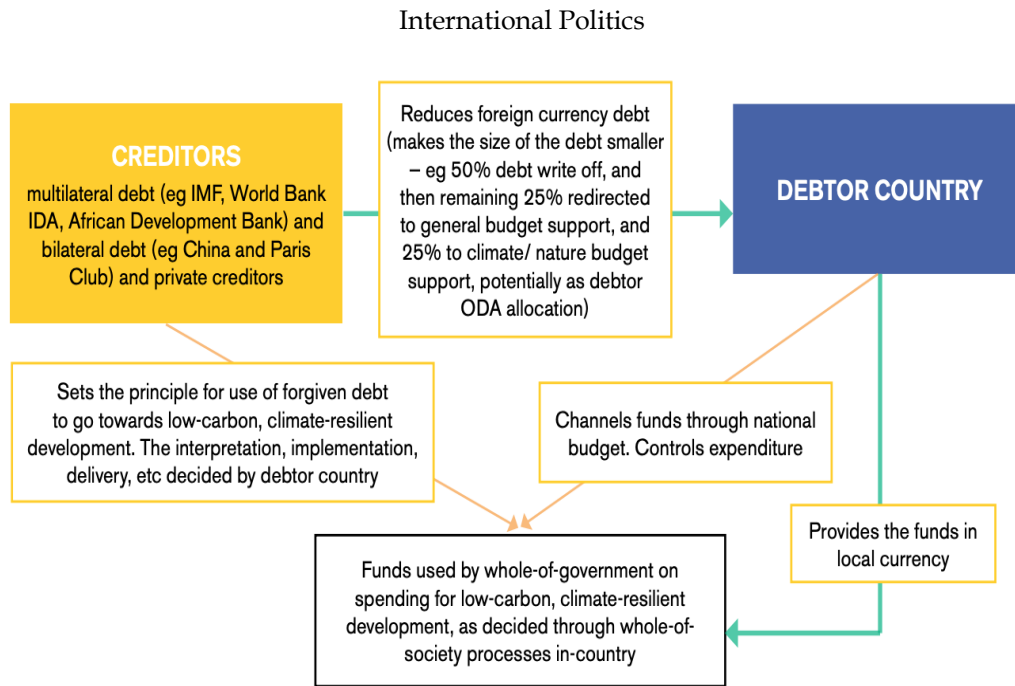 International Politics
CREDITORS
multilateral debt (eg IMF, World Bank
IDA, African Development Bank) and
bilateral debt (eg China and Paris
Club) and private creditors
Reduces foreign currency debt
(makes the size of the debt smaller
– eg 50% debt write off, and
then remaining 25% redirected
to general budget support, and
25% to climate/ nature budget
support, potentially as debtor
ODA allocation)
DEBTOR COUNTRY
Sets the principle for use of forgiven debt
to go towards low-carbon, climate-resilient
development. The interpretation, implementation,
delivery, etc decided by debtor country
Channels funds through national
budget. Controls expenditure
Provides the funds in
local currency
Funds used by whole-of-government on
spending for low-carbon, climate-resilient
development, as decided through whole-of-
society processes in-country